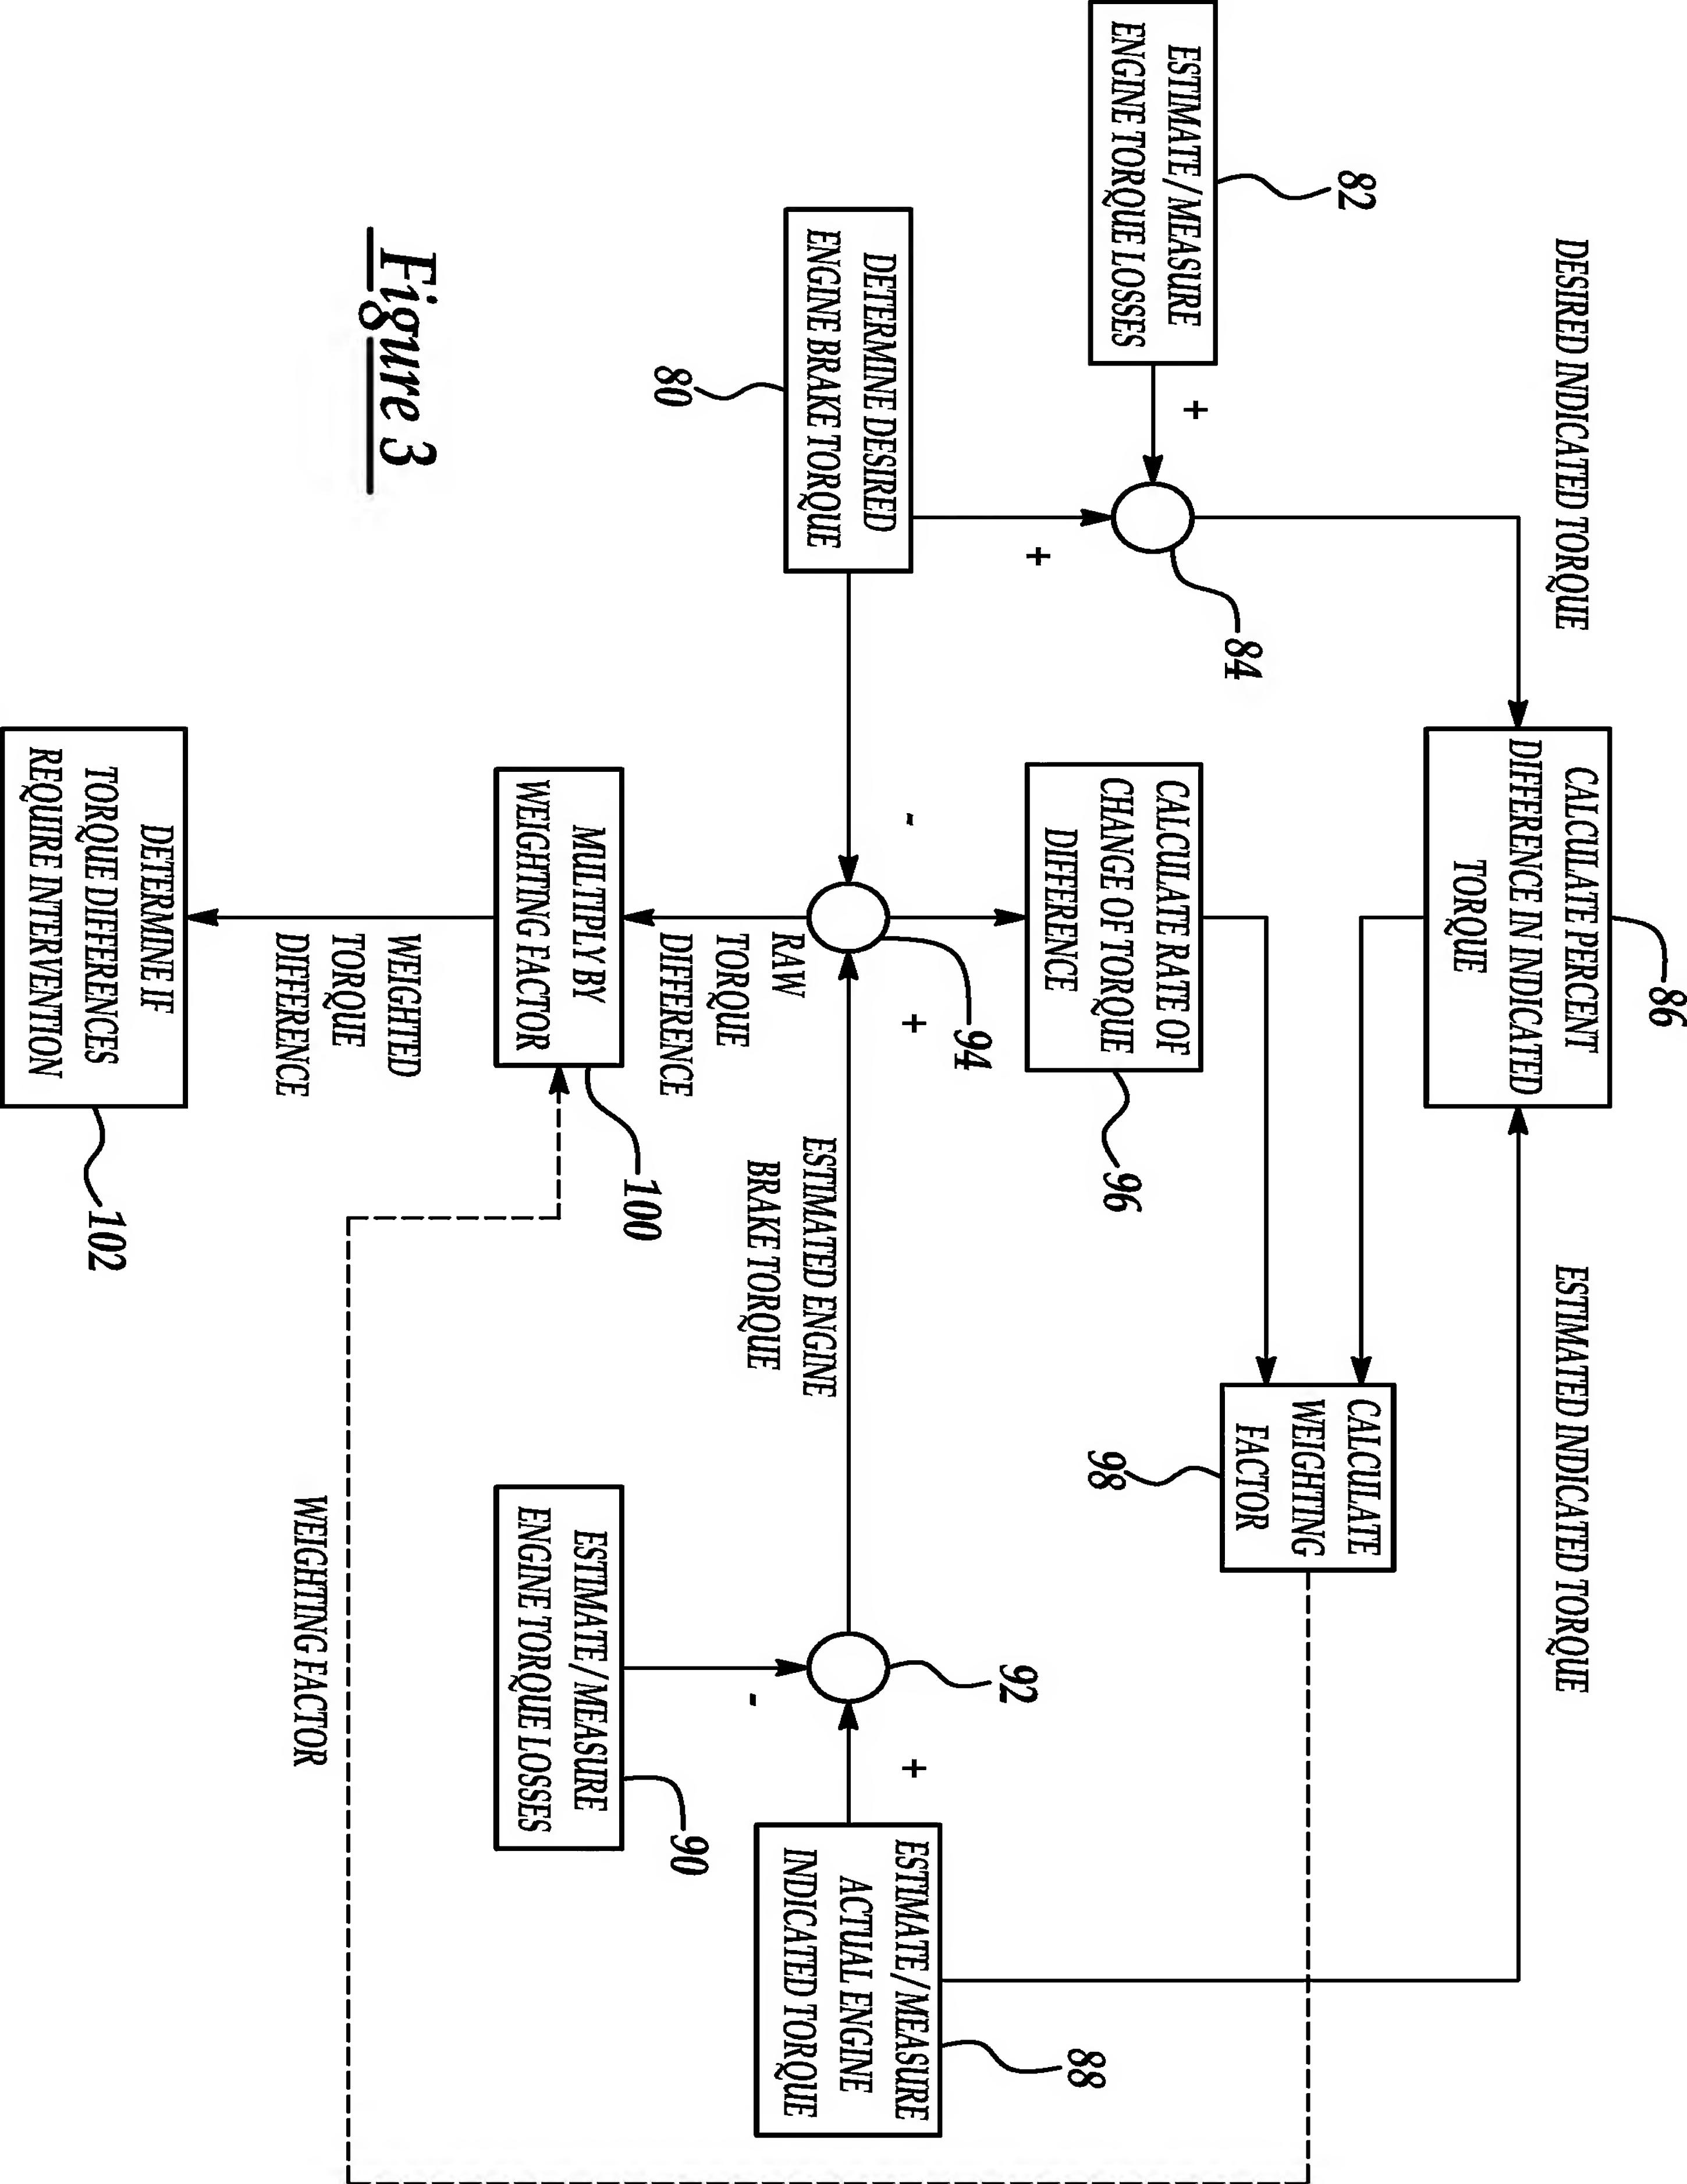 DESIRED INDICATED TORQUE
ESTIMATED INDICATED TORQUE
86
CALCULATE PERCENT
DIFFERENCE IN INDICATED
TORQUE
82
ESTIMATE/MEASURE
ENGINE TORQUE LOSSES
+
84
+
CALCULATE
WEIGHTING
FACTOR
98
CALCULATE RATE OF
CHANGE OF TORQUE
DIFFERENCE
96
88
ESTIMATE/MEASURE
ACTUAL ENGINE
INDICATED TORQUE
DETERMINE DESIRED
ENGINE BRAKE TORQUE
80
-
94
+
92
+
ESTIMATED ENGINE
BRAKE TORQUE
RAW
TORQUE
DIFFERENCE
-
90
ESTIMATE/MEASURE
ENGINE TORQUE LOSSES
100
MULTIPLY BY
WEIGHTING FACTOR
WEIGHTED
TORQUE
DIFFERENCE
WEIGHTING FACTOR
DETERMINE IF
TORQUE DIFFERENCES
REQUIRE INTERVENTION
102
Figure 3